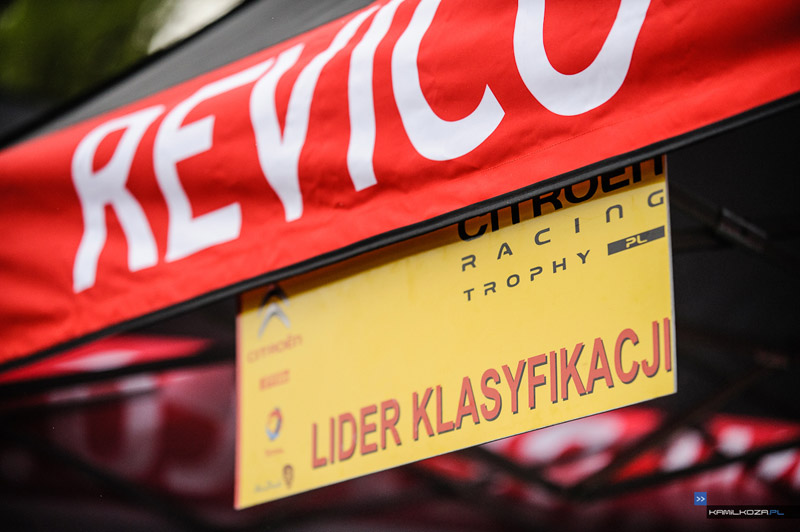 REVICO
CITROËN
RACING
TROPHY PL
CITROËN
LIDER KLASYFIKACJI
KAMILKOZA.PL